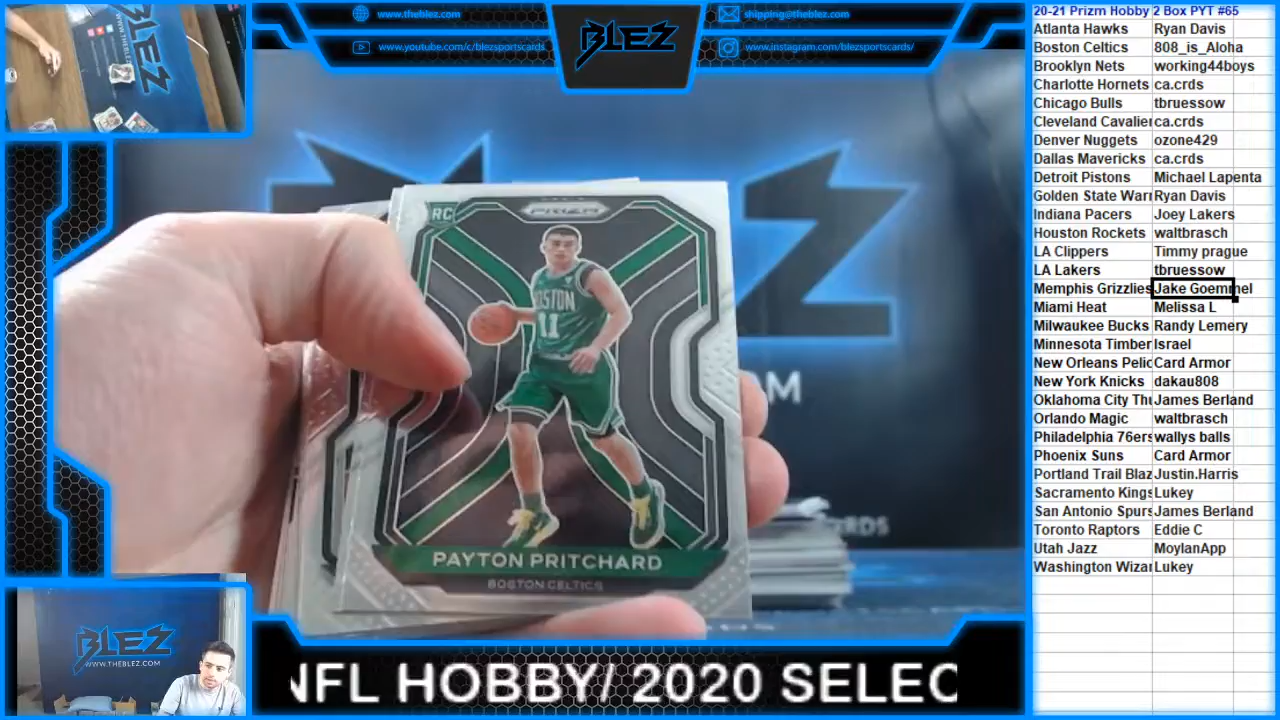 www.theblez.com
shipping@theblez.com
www.youtube.com/c/blezsportscards
www.instagram.com/blezsportscards/
BLEZ
20-21 Prizm Hobby 2 Box PYT #65
Atlanta Hawks Ryan Davis
Boston Celtics 808_is_Aloha
Brooklyn Nets working44boys
Charlotte Hornets ca.crds
Chicago Bulls tbruessow
Cleveland Cavalier ca.crds
Denver Nuggets ozone429
Dallas Mavericks ca.crds
Detroit Pistons Michael Lapenta
Golden State Warr Ryan Davis
Indiana Pacers Joey Lakers
Houston Rockets waltbrasch
LA Clippers Timmy prague
LA Lakers tbruessow
Memphis Grizzlies Jake Goemmel
Miami Heat Melissa L
Milwaukee Bucks Randy Lemery
Minnesota Timber Israel
New Orleans Pelic Card Armor
New York Knicks dakau808
Oklahoma City Thu James Berland
Orlando Magic waltbrasch
Philadelphia 76ers wallys balls
Phoenix Suns Card Armor
Portland Trail Blaz Justin.Harris
Sacramento Kings Lukey
San Antonio Spurs James Berland
Toronto Raptors Eddie C
Utah Jazz MoylanApp
Washington Wizar Lukey
RC
PRIZM
BOSTON
11
PAYTON PRITCHARD
BOSTON CELTICS
BLEZ
BLEZ
WWW.THEBLEZ.COM
NFL HOBBY/ 2020 SELEC